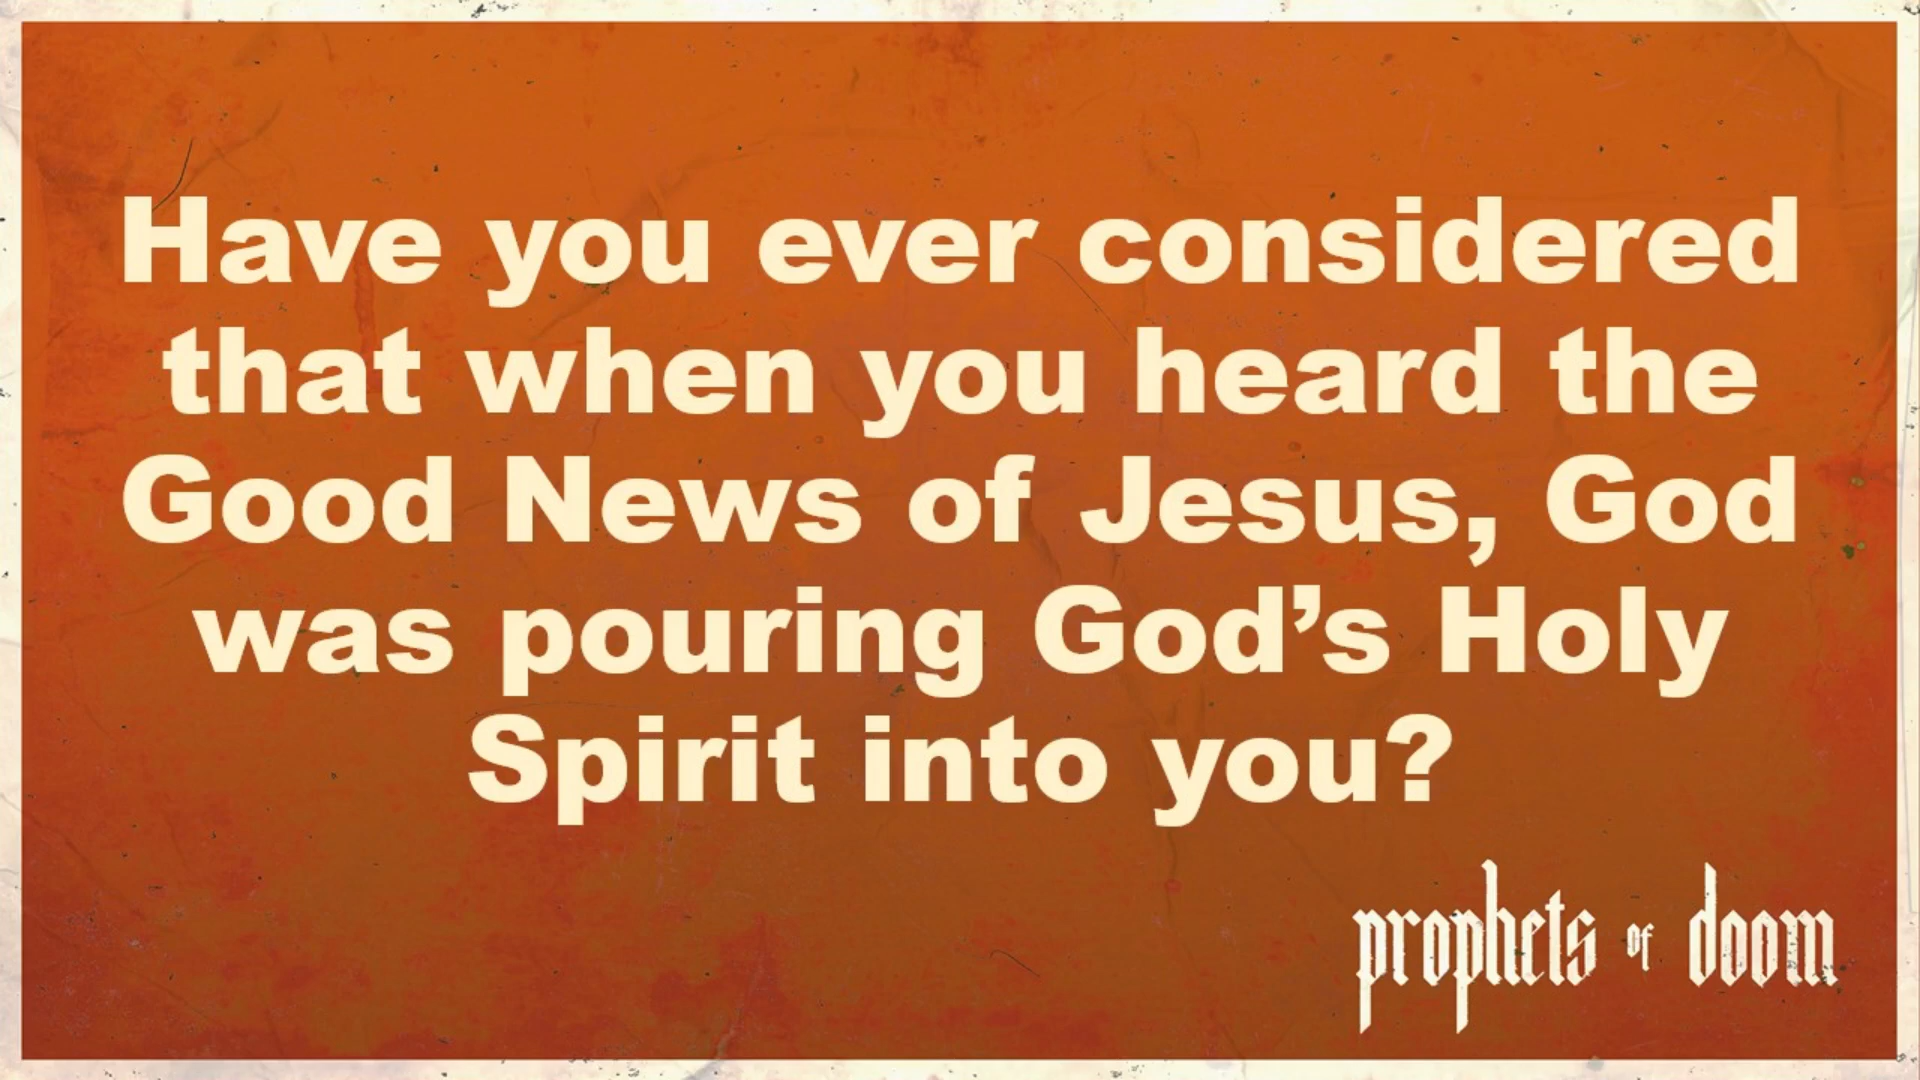 Have you ever considered
that when you heard the
Good News of Jesus, God
was pouring God’s Holy
Spirit into you?
prophets of doom